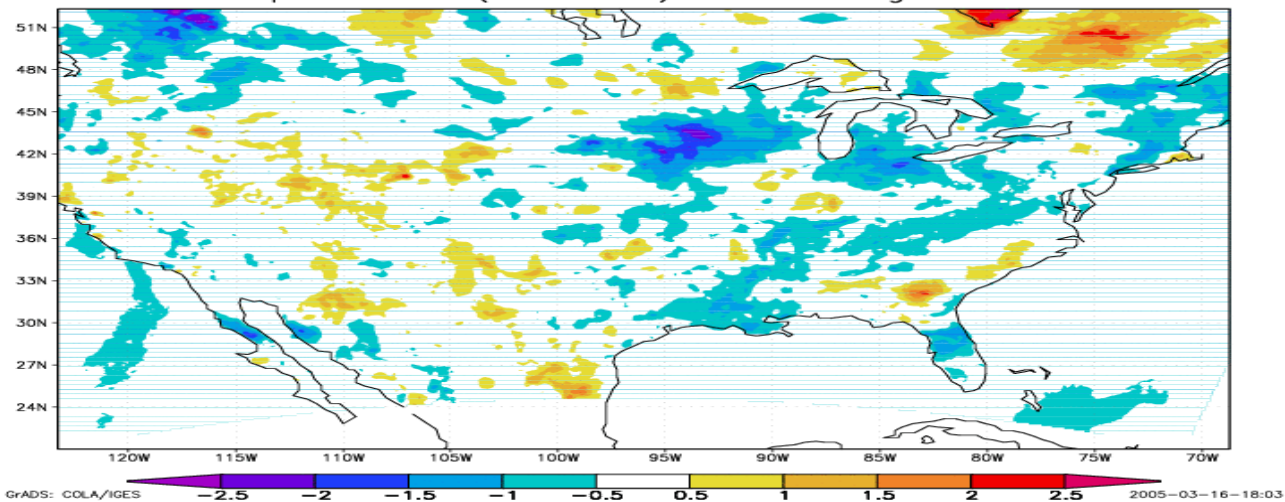 51N
48N
45N
42N
39N
36N
33N
30N
27N
24N
120W 115W 110W 105W 100W 95W 90W 85W 80W 75W 70W
-2.5 -2 -1.5 -1 -0.5 0.5 1 1.5 2 2.5
GrADS: COLA/IGES 2005-03-16-18:03